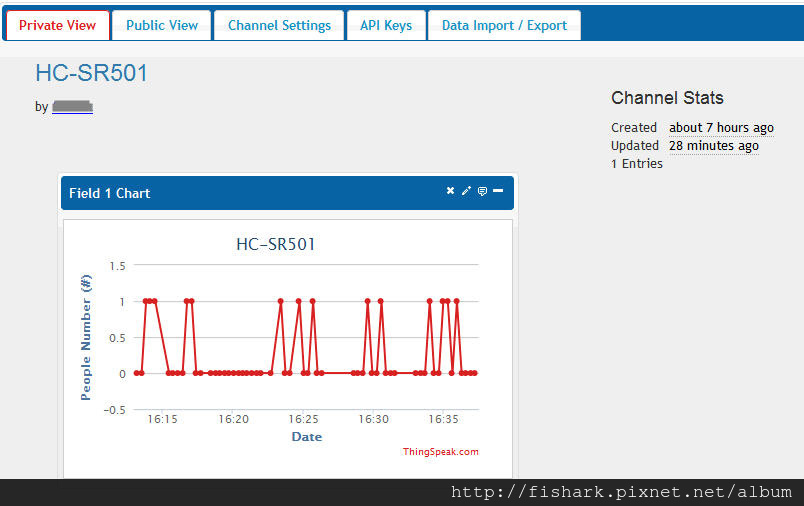 Private View
Public View
Channel Settings
API Keys
Data Import / Export
HC-SR501
by
Channel Stats
Created about 7 hours ago
Updated 28 minutes ago
1 Entries
Field 1 Chart
HC-SR501
1.5
1
0.5
0
-0.5
People Number (#)
16:15 16:20 16:25 16:30 16:35
Date
ThingSpeak.com
http://fishark.pixnet.net/album